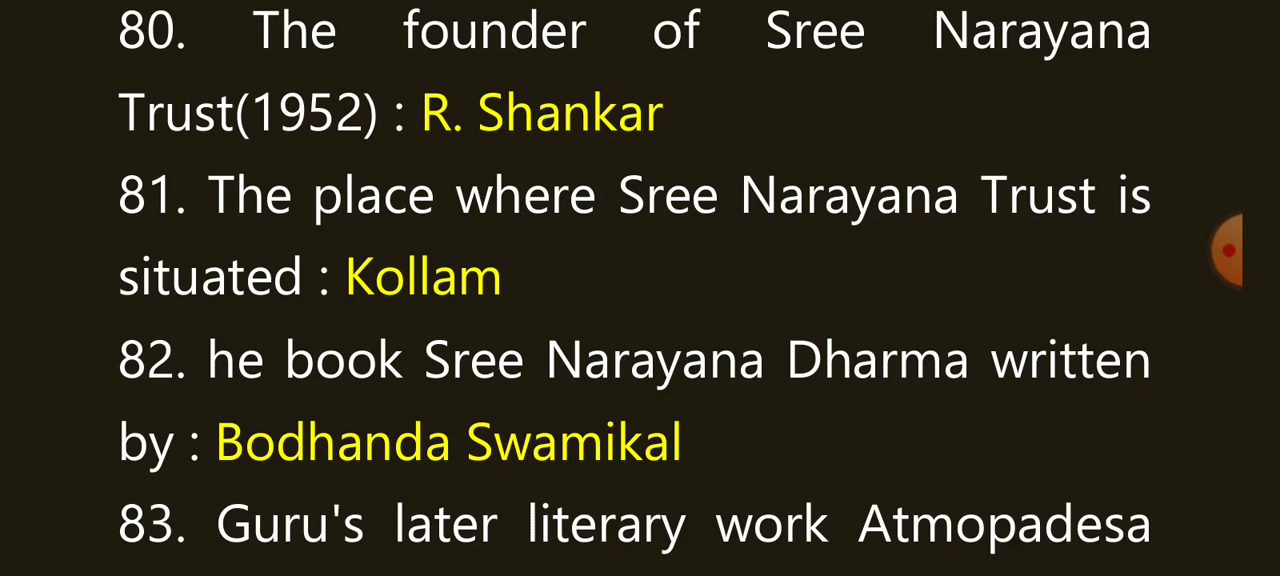 80. The founder of Sree Narayana
Trust(1952) : R. Shankar
81. The place where Sree Narayana Trust is
situated : Kollam
82. he book Sree Narayana Dharma written
by : Bodhanda Swamikal
83. Guru's later literary work Atmopadesa